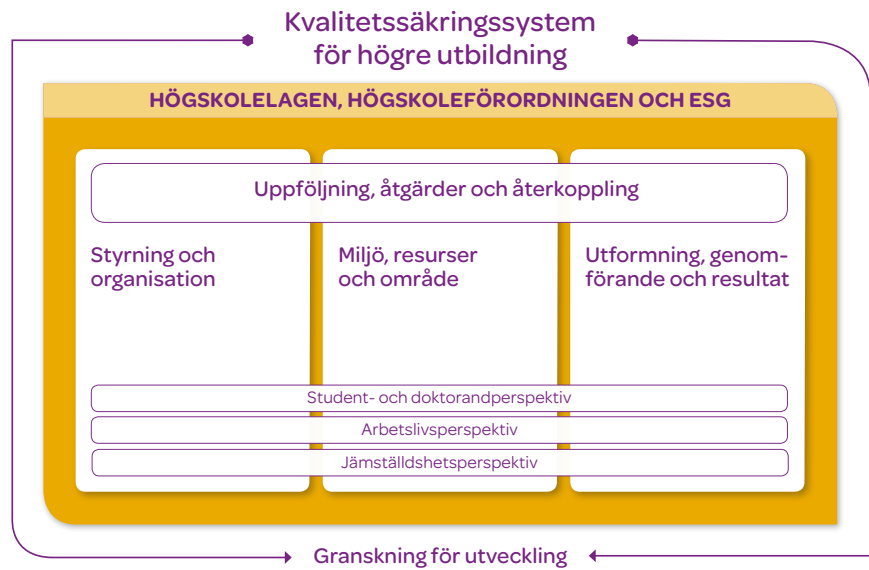 Kvalitetssäkringssystem
för högre utbildning
HÖGSKOLELAGEN, HÖGSKOLEFÖRORDNINGEN OCH ESG
Uppföljning, åtgärder och återkoppling
Styrning och
organisation
Miljö, resurser
och område
Utformning, genom-
förande och resultat
Student- och doktorandperspektiv
Arbetslivsperspektiv
Jämställdshetsperspektiv
Granskning för utveckling